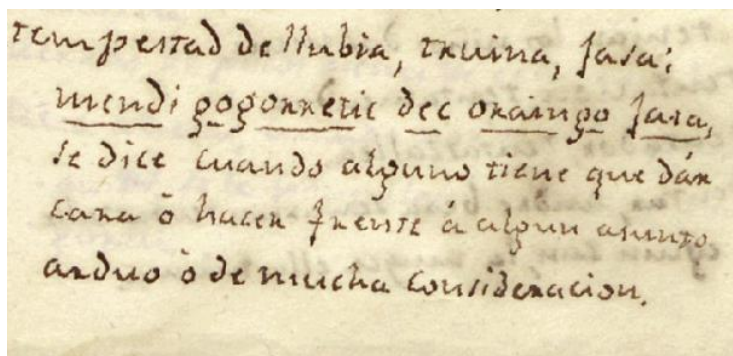 tempestad de llubia, truina, jasa;
mendi gogorretic dec oraingo jasa,
se dice cuando alguno tiene que dár
cara ó hacer frente á algun asunto
arduo ò de mucha consideracion.